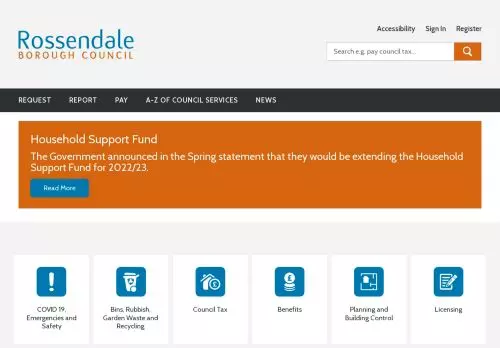 Accessibility Sign In Register
Rossendale
BOROUGH COUNCIL
Search e.g. pay council tax...
REQUEST REPORT PAY A-Z OF COUNCIL SERVICES NEWS
Household Support Fund
The Government announced in the Spring statement that they would be extending the Household
Support Fund for 2022/23.
Read More
COVID 19,
Emergencies and
Safety
Bins, Rubbish,
Garden Waste and
Recycling
Council Tax
Benefits
Planning and
Building Control
Licensing